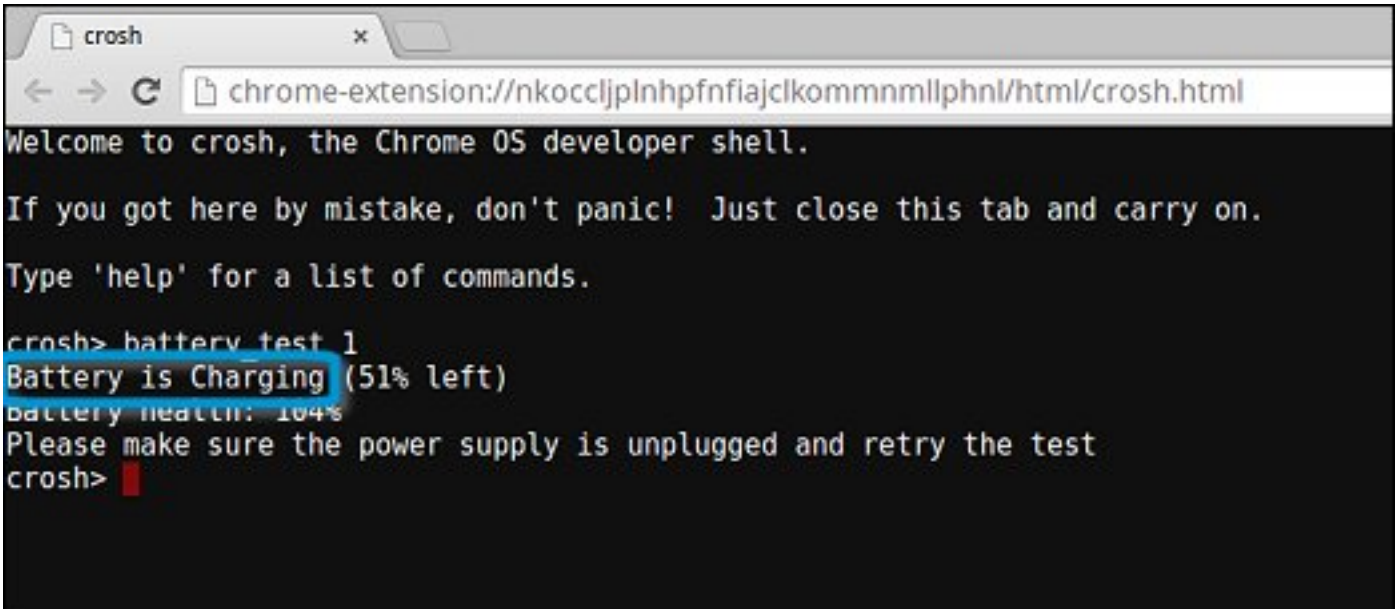 crosh
chrome-extension://nkoccljplnhpfnfiajclkommnmllphnl/html/crosh.html
Welcome to crosh, the Chrome OS developer shell.
If you got here by mistake, don't panic!  Just close this tab and carry on.
Type 'help' for a list of commands.
crosh> battery_test 1
Battery is Charging (51% left)
Battery health: 104%
Please make sure the power supply is unplugged and retry the test
crosh>